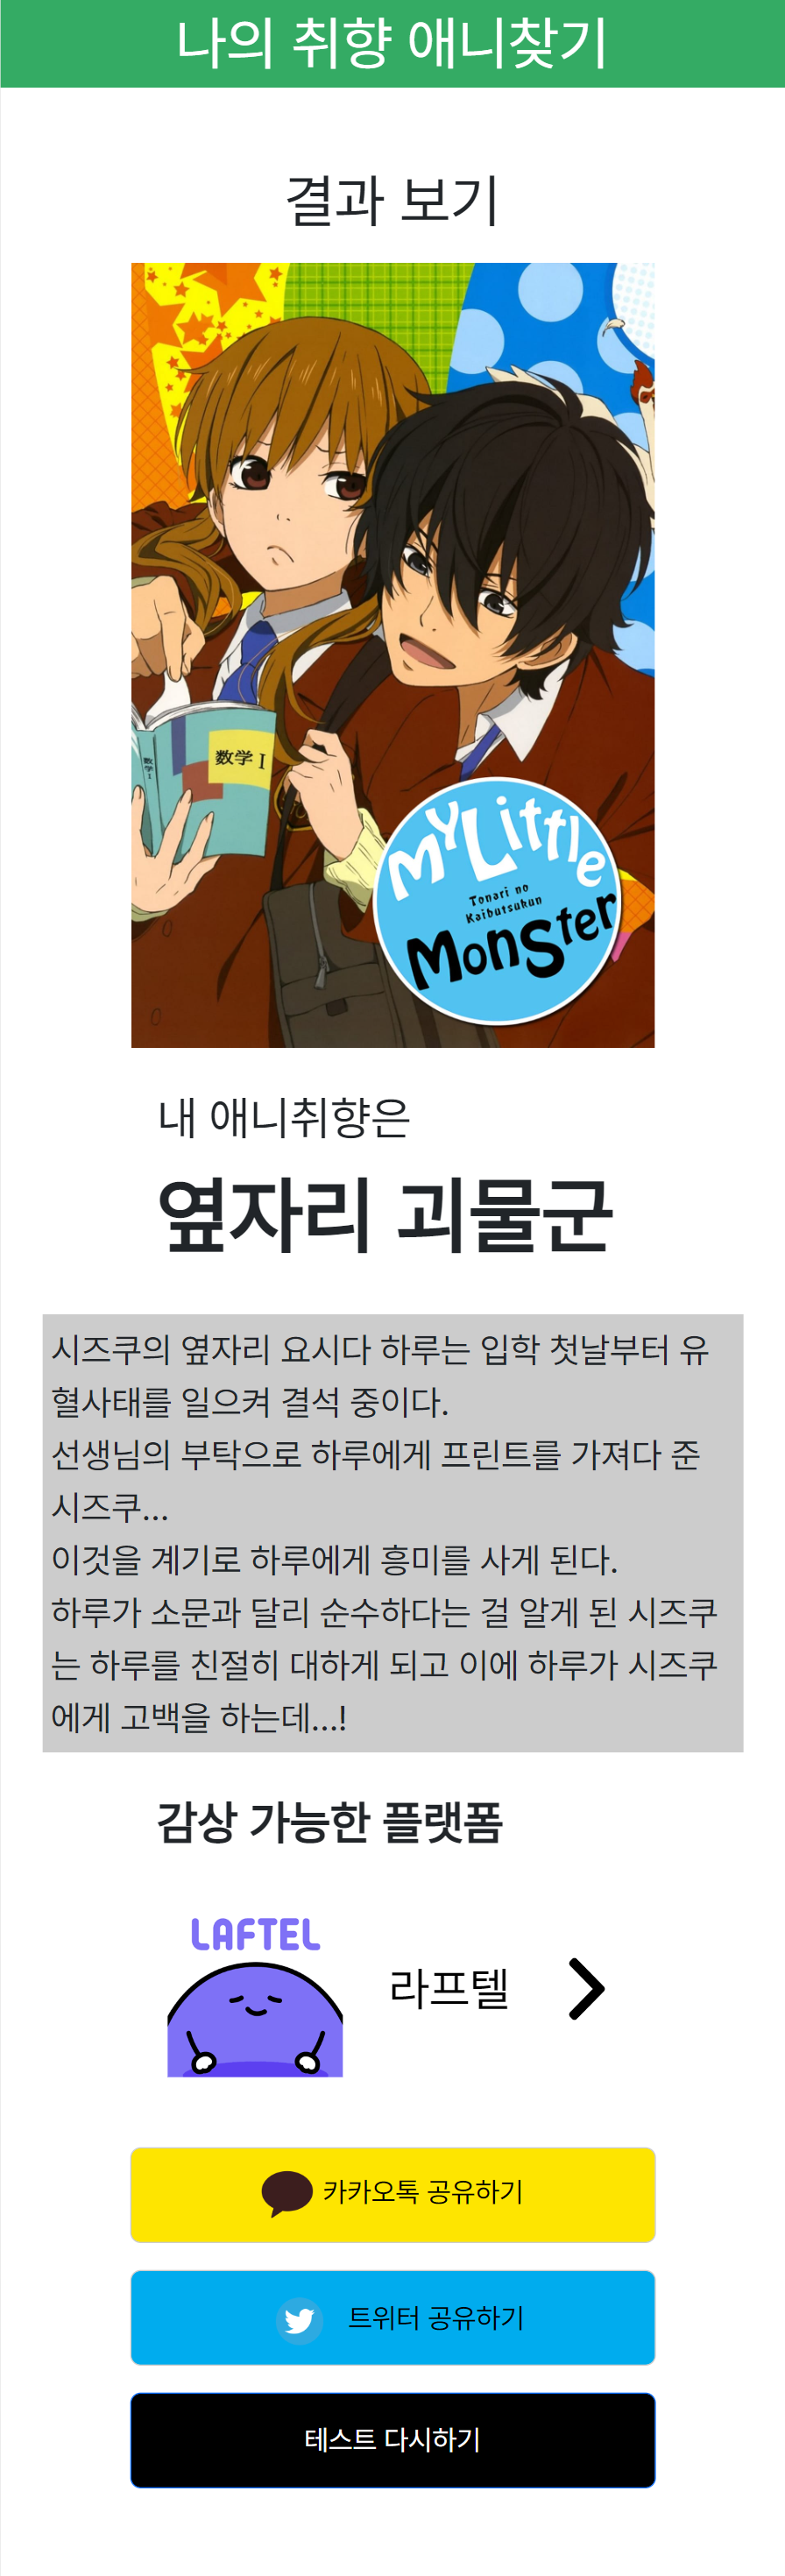 나의 취향 애니찾기
결과 보기
数学 I
数学 I
MY Little
Tonari no
Kaibutsukun
Monster
내 애니취향은
옆자리 괴물군
시즈쿠의 옆자리 요시다 하루는 입학 첫날부터 유
혈사태를 일으켜 결석 중이다.
선생님의 부탁으로 하루에게 프린트를 가져다 준
시즈쿠...
이것을 계기로 하루에게 흥미를 사게 된다.
하루가 소문과 달리 순수하다는 걸 알게 된 시즈쿠
는 하루를 친절히 대하게 되고 이에 하루가 시즈쿠
에게 고백을 하는데...!
감상 가능한 플랫폼
LAFTEL
라프텔
카카오톡 공유하기
트위터 공유하기
테스트 다시하기